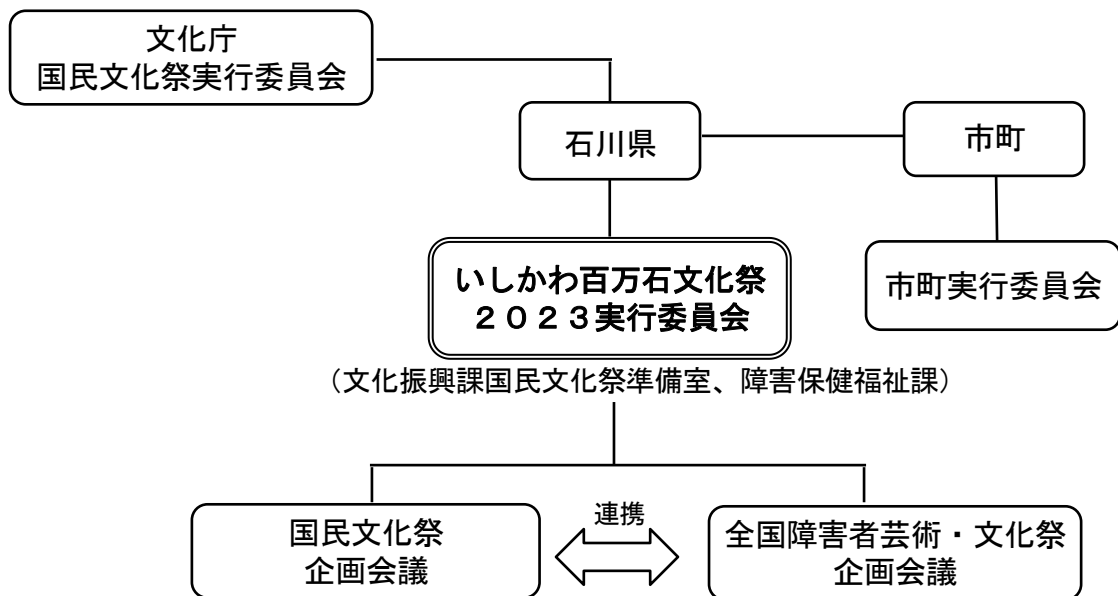 文化庁
国民文化祭実行委員会
石川県
市町
いしかわ百万石文化祭
２０２３実行委員会
市町実行委員会
（文化振興課国民文化祭準備室、障害保健福祉課）
国民文化祭
企画会議
連携
全国障害者芸術・文化祭
企画会議